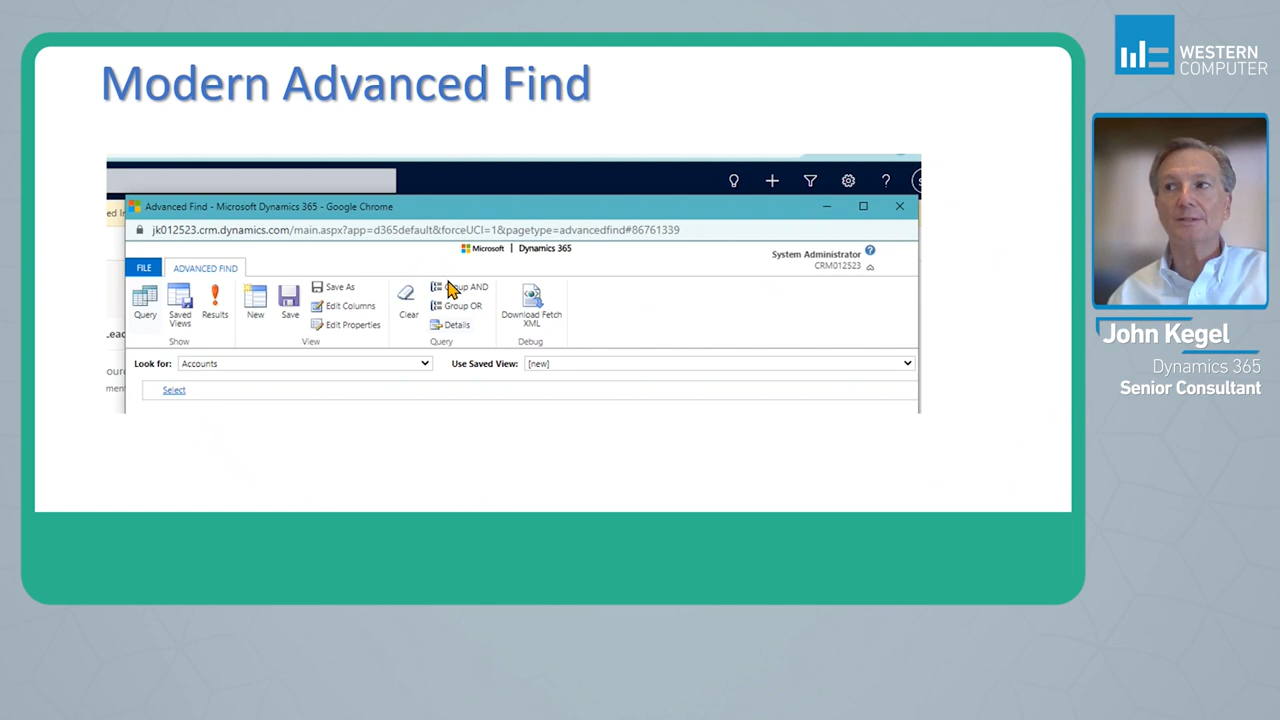 Modern Advanced Find
WESTERN
COMPUTER
Advanced Find - Microsoft Dynamics 365 - Google Chrome
jk012523.crm.dynamics.com/main.aspx?app=d365default&forceUCI=1&pagetype=advancedfind#86761339
Microsoft | Dynamics 365
System Administrator
CRM012523
FILE
ADVANCED FIND
Query
Saved
Views
Results
Show
New
Save
Save As
Edit Columns
Edit Properties
View
Clear
Group OR
Details
Query
Download Fetch
XML
Debug
Look for: Accounts
Use Saved View: [new]
Select
John Kegel
Dynamics 365
Senior Consultant